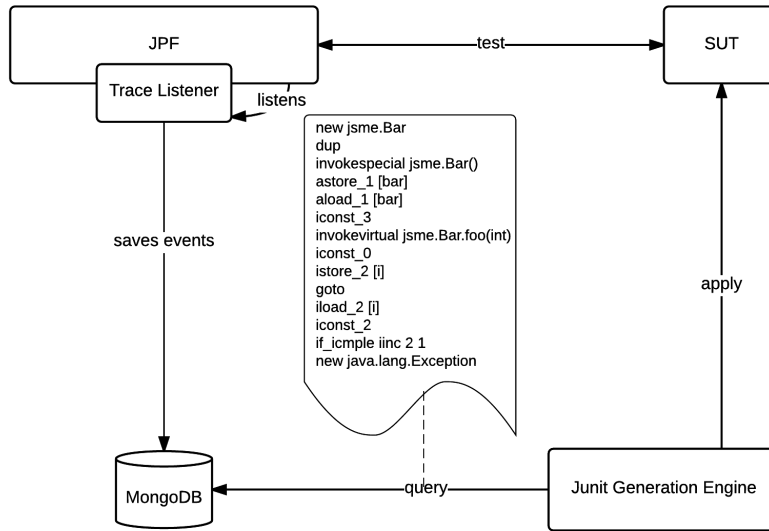 JPF
test
SUT
Trace Listener
listens
new jsme.Bar
dup
invokespecial jsme.Bar()
astore_1 [bar]
aload_1 [bar]
iconst_3
invokevirtual jsme.Bar.foo(int)
iconst_0
istore_2 [i]
goto
iload_2 [i]
iconst_2
if_icmple iinc 2 1
new java.lang.Exception
saves events
apply
MongoDB
query
Junit Generation Engine